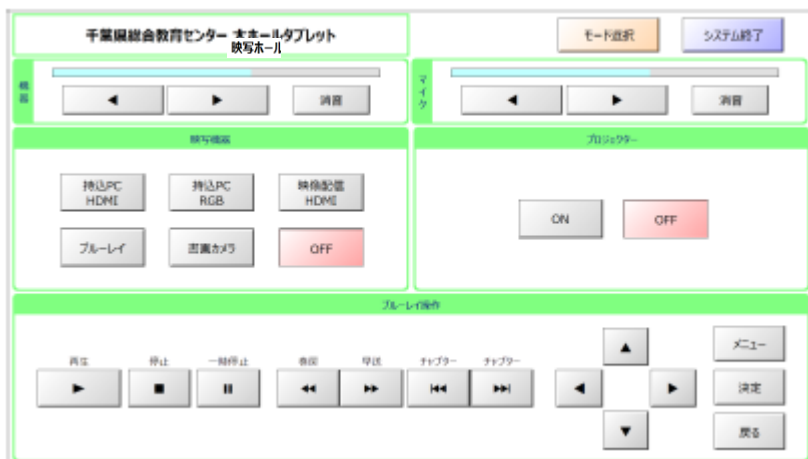 千葉県総合教育センター 大ホールタブレット
映写ホール
モード選択
システム終了
機器
消音
マイク
消音
映写機器
プロジェクター
持込PC
HDMI
持込PC
RGB
映像配信
HDMI
ブルーレイ
書画カメラ
OFF
ON
OFF
ブルーレイ操作
再生
停止
一時停止
巻戻
早送
チャプター
チャプター
メニュー
決定
戻る